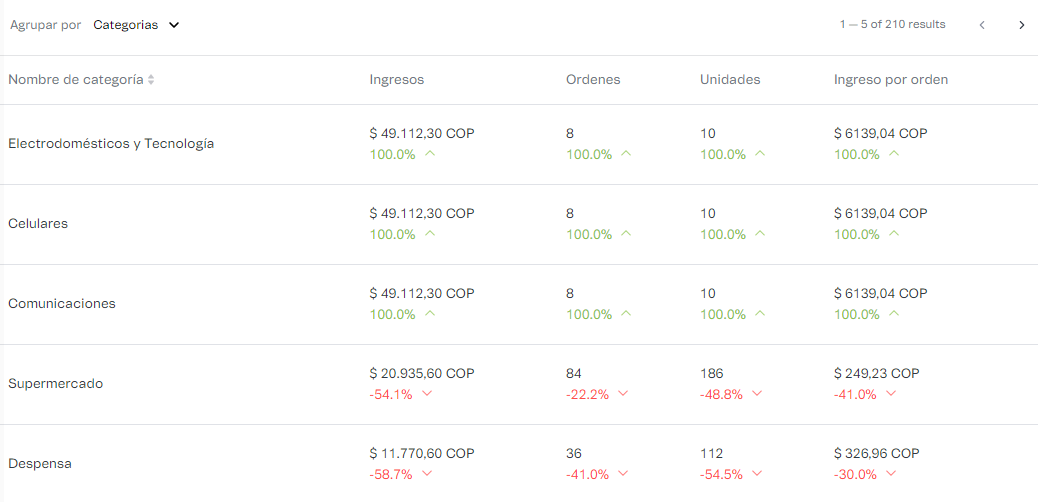 Agrupar por Categorias 1 — 5 of 210 results
Nombre de categoría Ingresos Ordenes Unidades Ingreso por orden
$ 49.112,30 COP 8 10 $ 6139,04 COP
Electrodomésticos y Tecnología
100.0% 100.0% 100.0% 100.0%
$ 49.112,30 COP 8 10 $ 6139,04 COP
Celulares
100.0% 100.0% 100.0% 100.0%
$ 49.112,30 COP 8 10 $ 6139,04 COP
Comunicaciones
100.0% 100.0% 100.0% 100.0%
$ 20.935,60 COP 84 186 $ 249,23 COP
Supermercado
-54.1% -22.2% -48.8% -41.0%
$ 11.770,60 COP 36 112 $ 326,96 COP
Despensa
-58.7% -41.0% -54.5% -30.0%